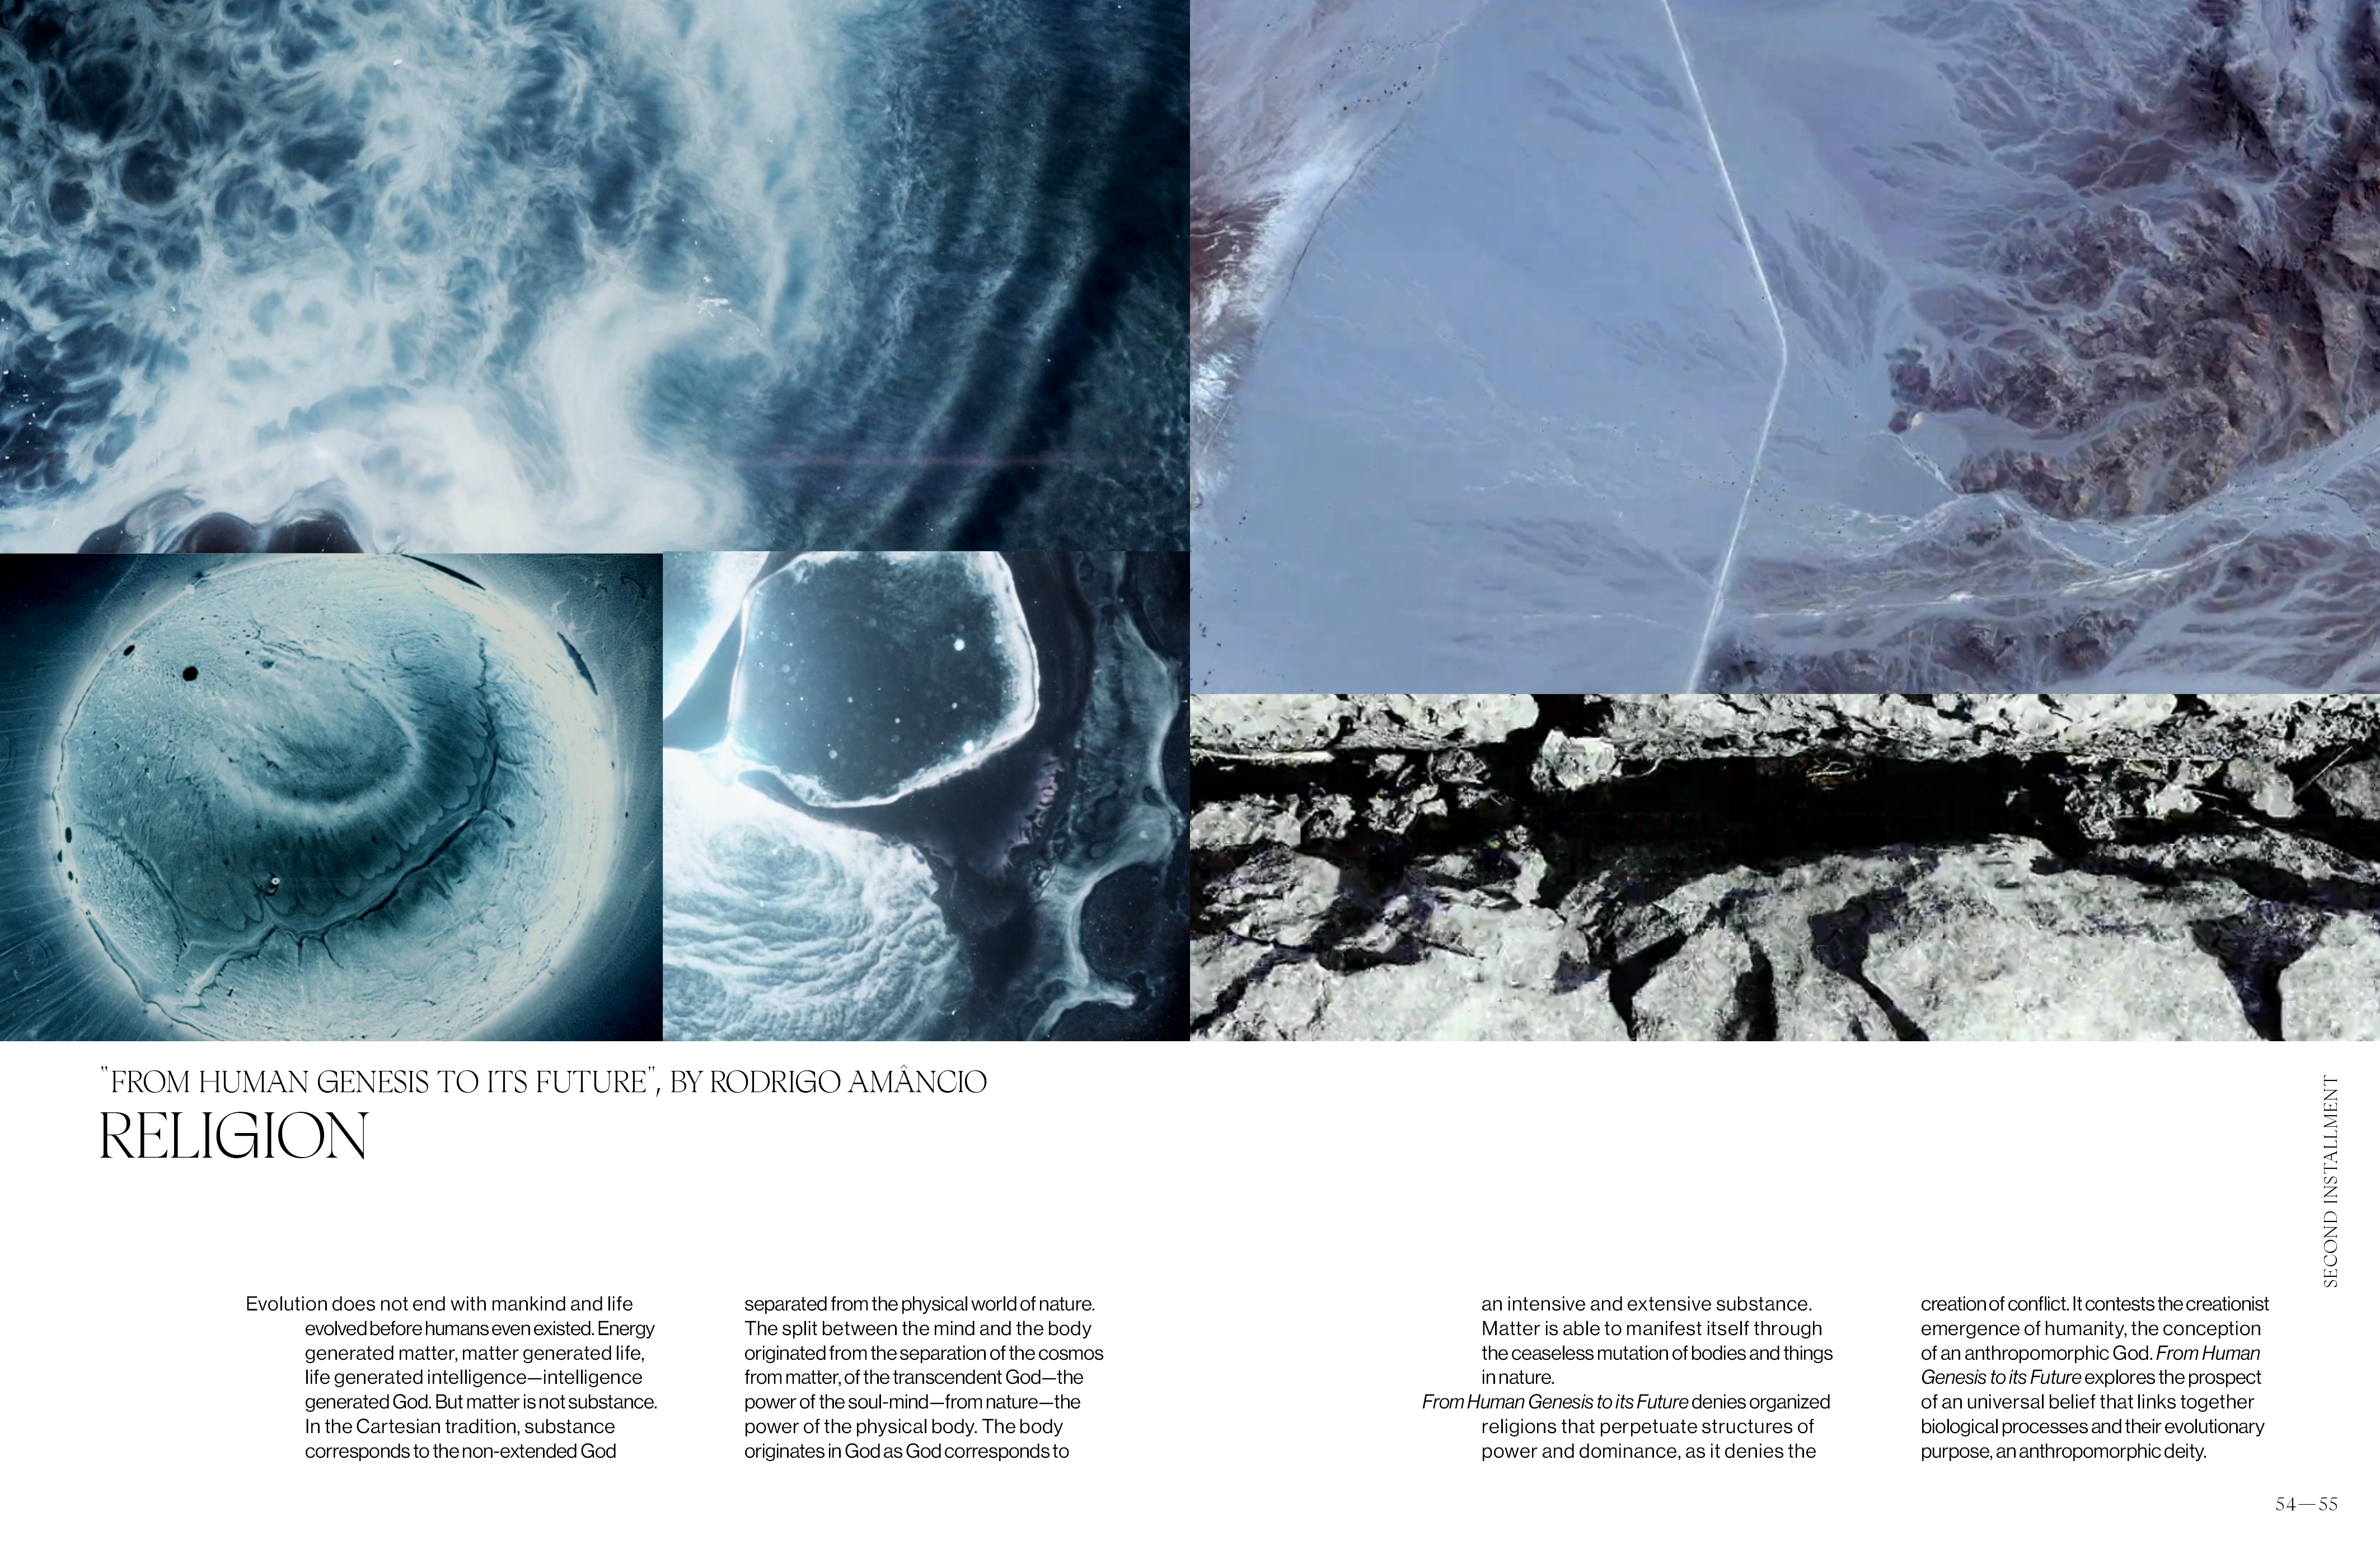 "FROM HUMAN GENESIS TO ITS FUTURE", BY RODRIGO AMÂNCIO
RELIGION
SECOND INSTALLMENT
Evolution does not end with mankind and life
evolved before humans even existed. Energy
generated matter, matter generated life,
life generated intelligence—intelligence
generated God. But matter is not substance.
In the Cartesian tradition, substance
corresponds to the non-extended God
separated from the physical world of nature.
The split between the mind and the body
originated from the separation of the cosmos
from matter, of the transcendent God—the
power of the soul-mind—from nature—the
power of the physical body. The body
originates in God as God corresponds to
an intensive and extensive substance.
Matter is able to manifest itself through
the ceaseless mutation of bodies and things
in nature.
From Human Genesis to its Future denies organized
religions that perpetuate structures of
power and dominance, as it denies the
creation of conflict. It contests the creationist
emergence of humanity, the conception
of an anthropomorphic God. From Human
Genesis to its Future explores the prospect
of an universal belief that links together
biological processes and their evolutionary
purpose, an anthropomorphic deity.
54—55